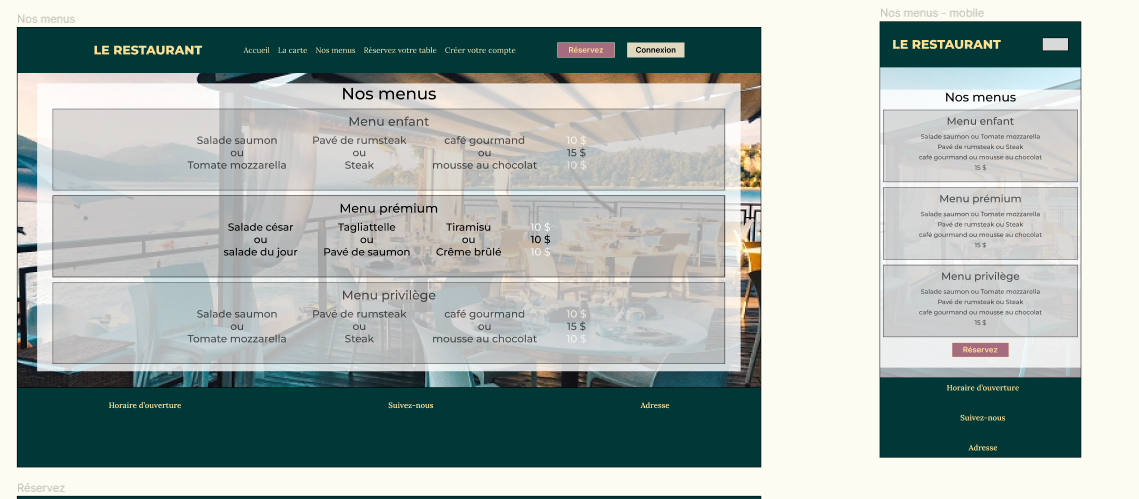 Nos menus
LE RESTAURANT
Accueil La carte Nos menus Réservez votre table Créer votre compte
Réservez
Connexion
Nos menus
Menu enfant
Salade saumon Pavé de rumsteak café gourmand 10 $
ou ou ou 15 $
Tomate mozzarella Steak mousse au chocolat 10 $
Menu prémium
Salade césar Tagliattelle Tiramisu 10 $
ou ou ou 10 $
salade du jour Pavé de saumon Crême brûlé 10 $
Menu privilège
Salade saumon Pavé de rumsteak café gourmand 10 $
ou ou ou 15 $
Tomate mozzarella Steak mousse au chocolat 10 $
Horaire d'ouverture Suivez-nous Adresse
Réservez
Nos menus - mobile
LE RESTAURANT
Nos menus
Menu enfant
Salade saumon ou Tomate mozzarella
Pavé de rumsteak ou Steak
café gourmand ou mousse au chocolat
15 $
Menu prémium
Salade saumon ou Tomate mozzarella
Pavé de rumsteak ou Steak
café gourmand ou mousse au chocolat
15 $
Menu privilège
Salade saumon ou Tomate mozzarella
Pavé de rumsteak ou Steak
café gourmand ou mousse au chocolat
15 $
Réservez
Horaire d'ouverture
Suivez-nous
Adresse